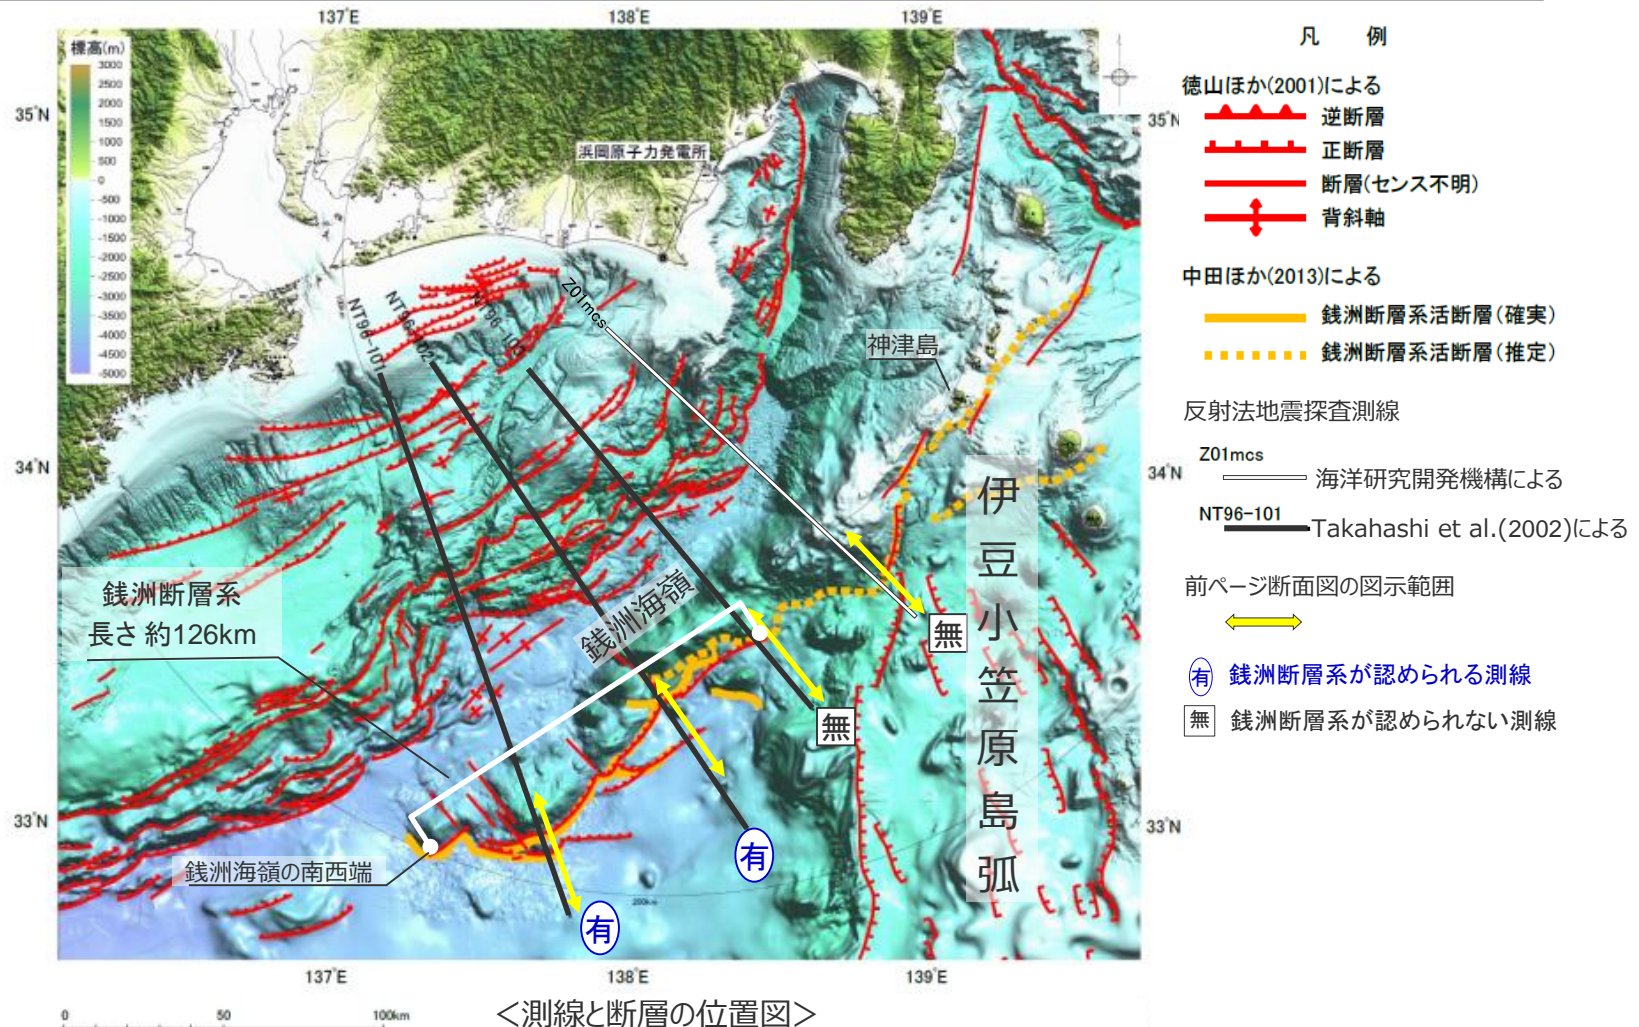 137°E
138°E
139°E
標高(m)
3000
2500
2000
1500
1000
500
0
-500
-1000
-1500
-2000
-2500
-3000
-3500
-4000
-4500
-5000
35°N
35°N
34°N
34°N
33°N
33°N
浜岡原子力発電所
NT96-101
NT96-102
NT96-103
Z01mcs
神津島
銭洲断層系
長さ 約126km
銭洲海嶺
伊豆小笠原島弧
無
無
有
有
銭洲海嶺の南西端
200km
137°E
138°E
139°E
0 50 100km
＜測線と断層の位置図＞
凡 例
徳山ほか(2001)による
逆断層
正断層
断層(センス不明)
背斜軸
中田ほか(2013)による
銭洲断層系活断層(確実)
銭洲断層系活断層(推定)
反射法地震探査測線
Z01mcs
海洋研究開発機構による
NT96-101
Takahashi et al.(2002)による
前ページ断面図の図示範囲
有 銭洲断層系が認められる測線
無 銭洲断層系が認められない測線